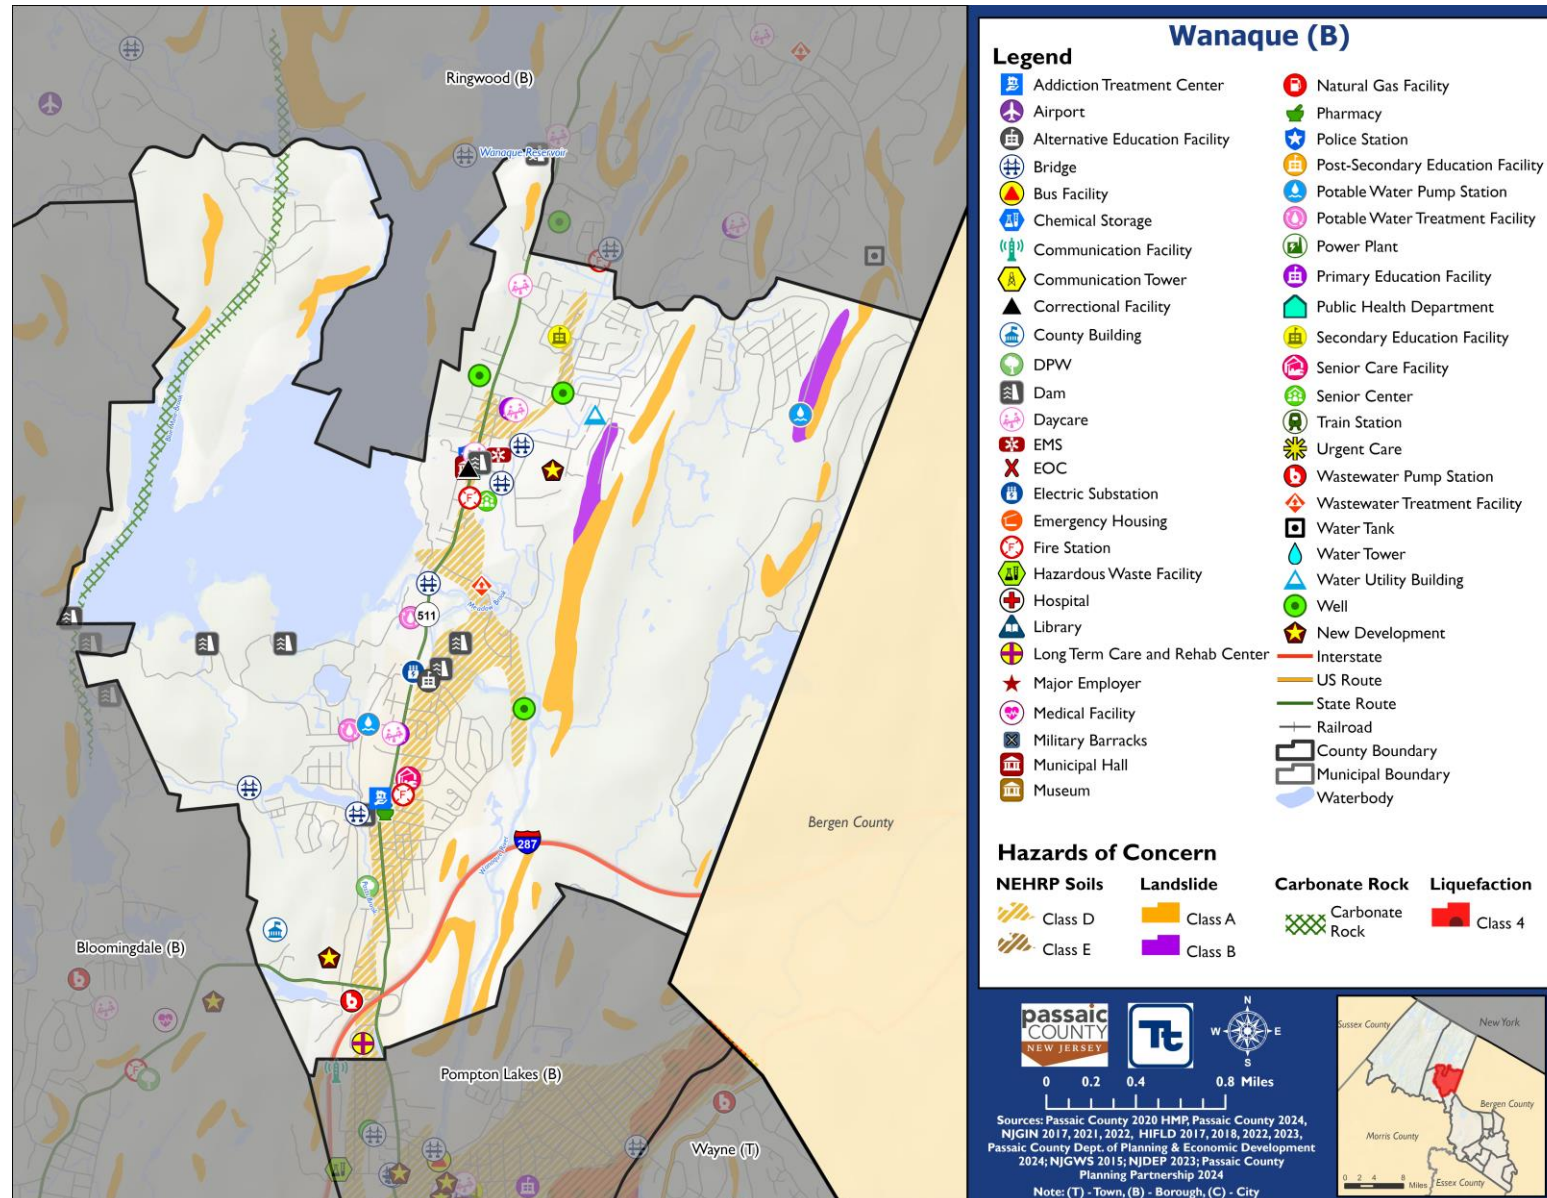 Wanaque (B)
Legend
Addiction Treatment Center
Airport
Alternative Education Facility
Bridge
Bus Facility
Chemical Storage
Communication Facility
Communication Tower
Correctional Facility
County Building
DPW
Dam
Daycare
EMS
EOC
Electric Substation
Emergency Housing
Fire Station
Hazardous Waste Facility
Hospital
Library
Long Term Care and Rehab Center
Major Employer
Medical Facility
Military Barracks
Municipal Hall
Museum
Natural Gas Facility
Pharmacy
Police Station
Post-Secondary Education Facility
Potable Water Pump Station
Potable Water Treatment Facility
Power Plant
Primary Education Facility
Public Health Department
Secondary Education Facility
Senior Care Facility
Senior Center
Train Station
Urgent Care
Wastewater Pump Station
Wastewater Treatment Facility
Water Tank
Water Tower
Water Utility Building
Well
New Development
Interstate
US Route
State Route
Railroad
County Boundary
Municipal Boundary
Waterbody
Hazards of Concern
NEHRP Soils
Class D
Class E
Landslide
Class A
Class B
Carbonate Rock
Carbonate
Rock
Liquefaction
Class 4
Ringwood (B)
Wanaque Reservoir
511
Meadow Brook
Bergen County
287
Wanaque River
Bloomingdale (B)
Pompton Lakes (B)
Wayne (T)
passaic
COUNTY
NEW JERSEY
Tt
N
W
E
S
0 0.2 0.4 0.8 Miles
Sources: Passaic County 2020 HMP, Passaic County 2024,
NJGIN 2017, 2021, 2022, HIFLD 2017, 2018, 2022, 2023,
Passaic County Dept. of Planning & Economic Development
2024; NJGWS 2015; NJDEP 2023; Passaic County
Planning Partnership 2024
Note: (T) - Town, (B) - Borough, (C) - City
Sussex County
New York
Bergen County
Morris County
Essex County
0 2 4 8 Miles